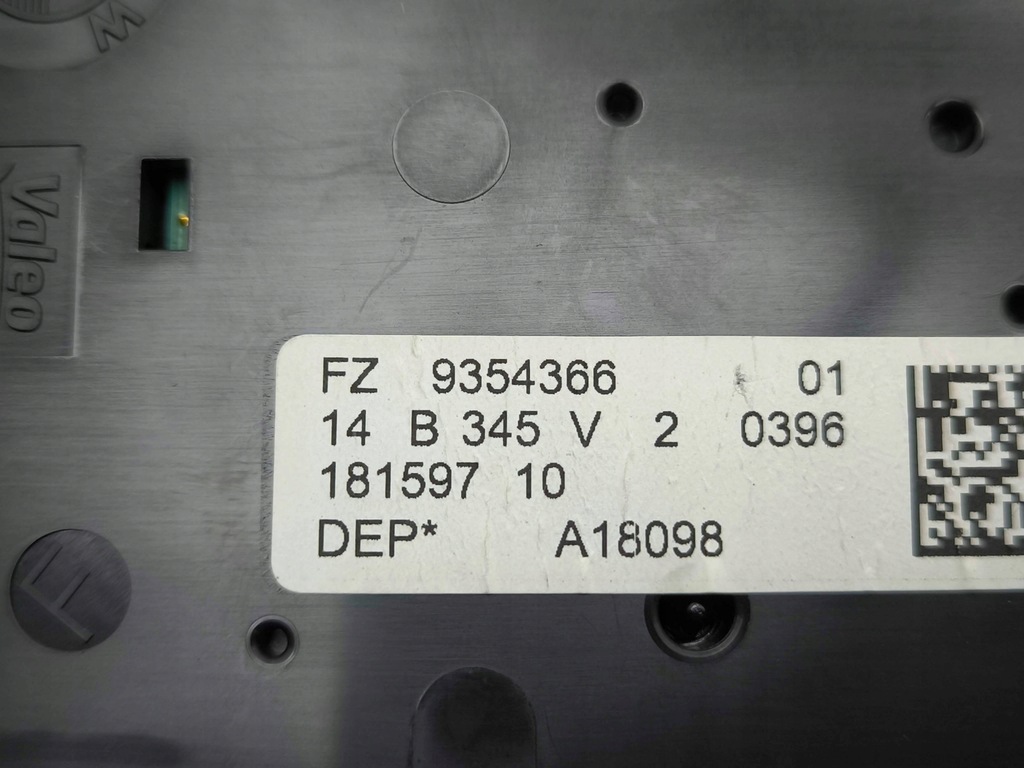 W
Valeo
FZ 9354366 01
14 B 345 V 2 0396
181597 10
DEP* A18098